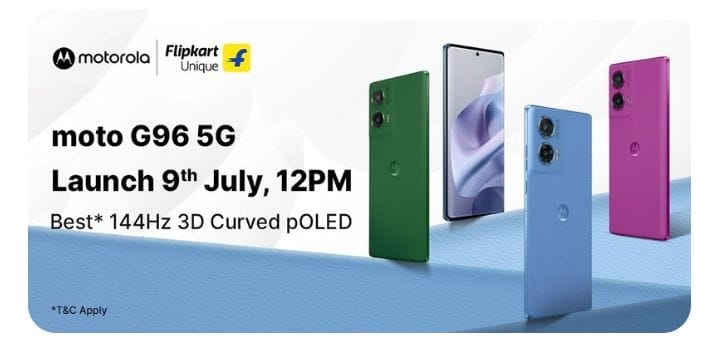 motorola
Flipkart
Unique
moto G96 5G
Launch 9th July, 12PM
Best* 144Hz 3D Curved pOLED
*T&C Apply